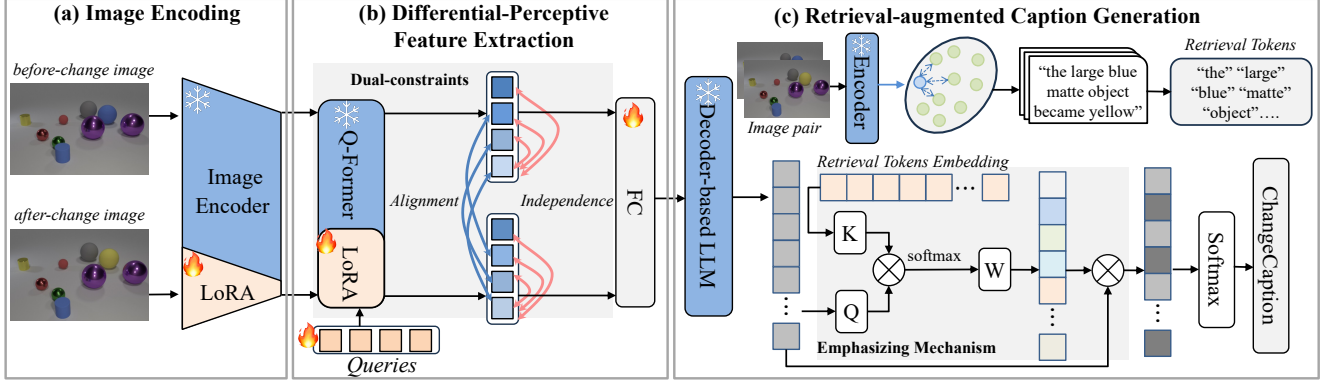 (a) Image Encoding
before-change image
after-change image
Image
Encoder
LoRA
(b) Differential-Perceptive
Feature Extraction
Dual-constraints
Q-Former
LoRA
Alignment
Independence
FC
Queries
(c) Retrieval-augmented Caption Generation
Image pair
Encoder
“the large blue
matte object
became yellow”
Retrieval Tokens
“the” “large”
“blue” “matte”
“object”….
Decoder-based LLM
Retrieval Tokens Embedding
K
softmax
W
Q
Emphasizing Mechanism
Softmax
ChangeCaption